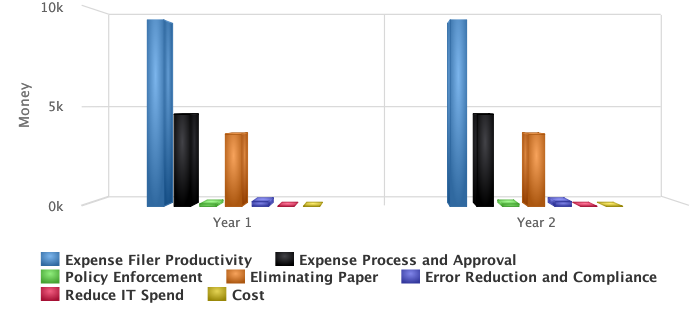 10k
Money
5k
0k
Year 1 Year 2
Expense Filer Productivity Expense Process and Approval
Policy Enforcement Eliminating Paper Error Reduction and Compliance
Reduce IT Spend Cost